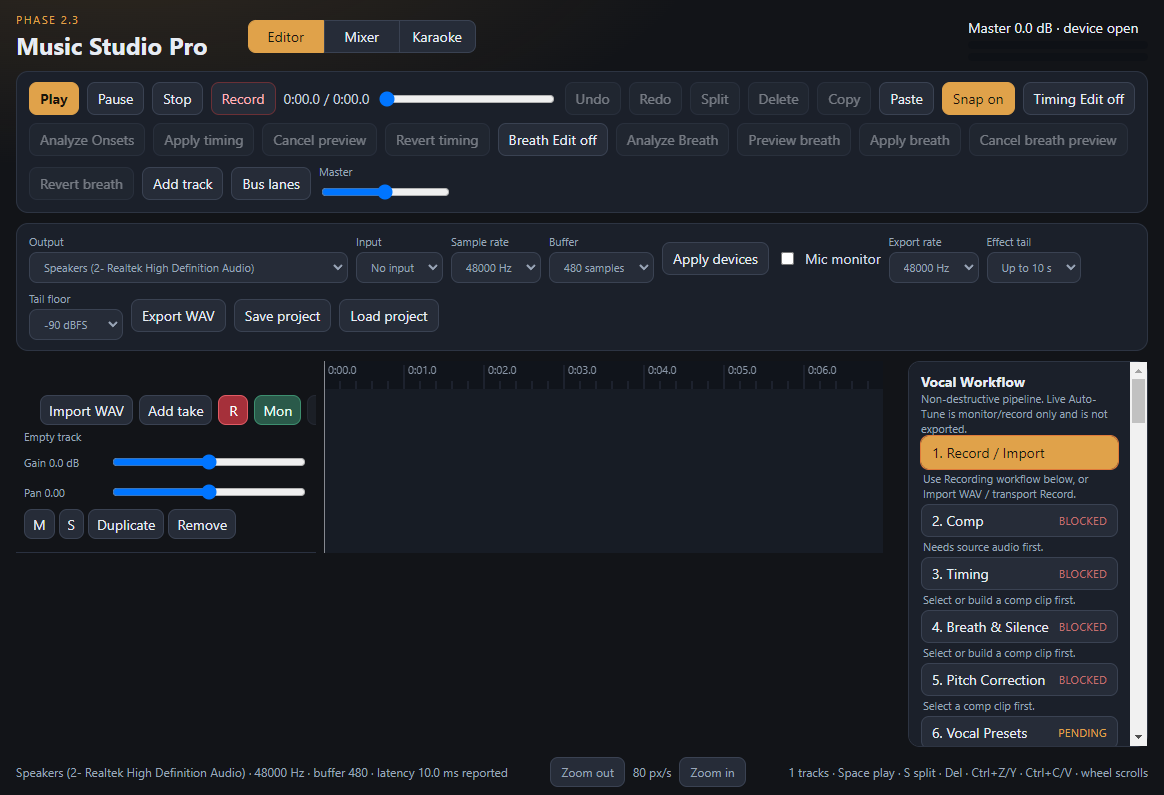 PHASE 2.3
Music Studio Pro
Editor Mixer Karaoke
Master 0.0 dB · device open
Play Pause Stop Record 0:00.0 / 0:00.0 Undo Redo Split Delete Copy Paste Snap on Timing Edit off
Analyze Onsets Apply timing Cancel preview Revert timing Breath Edit off Analyze Breath Preview breath Apply breath Cancel breath preview
Revert breath Add track Bus lanes Master
Output Input Sample rate Buffer Export rate Effect tail
Speakers (2- Realtek High Definition Audio) No input 48000 Hz 480 samples Apply devices Mic monitor 48000 Hz Up to 10 s
Tail floor
-90 dBFS Export WAV Save project Load project
0:00.0 0:01.0 0:02.0 0:03.0 0:04.0 0:05.0 0:06.0
Import WAV Add take R Mon
Empty track
Gain 0.0 dB
Pan 0.00
M S Duplicate Remove
Vocal Workflow
Non-destructive pipeline. Live Auto-
Tune is monitor/record only and is not
exported.
1. Record / Import
Use Recording workflow below, or
Import WAV / transport Record.
2. Comp BLOCKED
Needs source audio first.
3. Timing BLOCKED
Select or build a comp clip first.
4. Breath & Silence BLOCKED
Select or build a comp clip first.
5. Pitch Correction BLOCKED
Select a comp clip first.
6. Vocal Presets PENDING
Speakers (2- Realtek High Definition Audio) · 48000 Hz · buffer 480 · latency 10.0 ms reported
Zoom out 80 px/s Zoom in
1 tracks · Space play · S split · Del · Ctrl+Z/Y · Ctrl+C/V · wheel scrolls